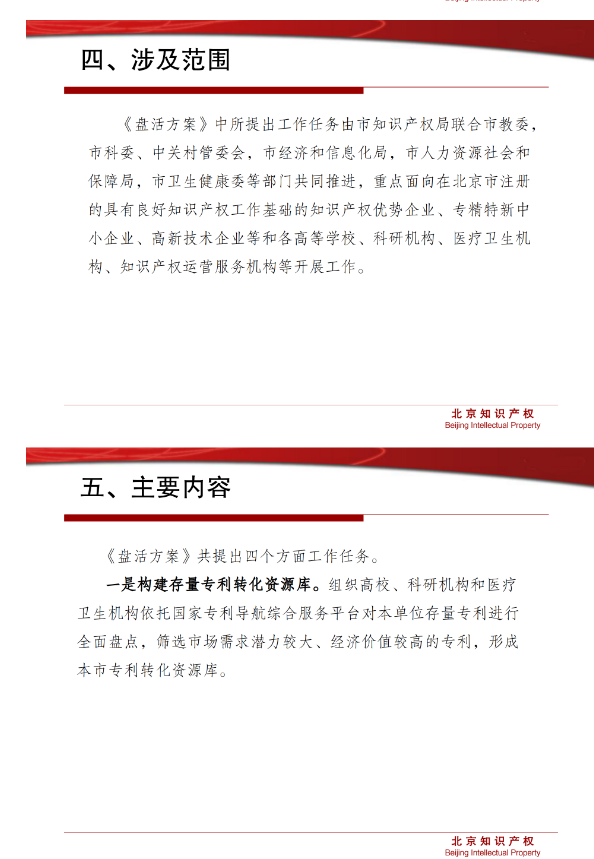 Beijing Intellectual Property
四、涉及范围
《盘活方案》中所提出工作任务由市知识产权局联合市教委，
市科委、中关村管委会，市经济和信息化局，市人力资源社会和
保障局，市卫生健康委等部门共同推进，重点面向在北京市注册
的具有良好知识产权工作基础的知识产权优势企业、专精特新中
小企业、高新技术企业等和各高等学校、科研机构、医疗卫生机
构、知识产权运营服务机构等开展工作。
北京知识产权
Beijing Intellectual Property
五、主要内容
《盘活方案》共提出四个方面工作任务。
一是构建存量专利转化资源库。组织高校、科研机构和医疗
卫生机构依托国家专利导航综合服务平台对本单位存量专利进行
全面盘点，筛选市场需求潜力较大、经济价值较高的专利，形成
本市专利转化资源库。
北京知识产权
Beijing Intellectual Property